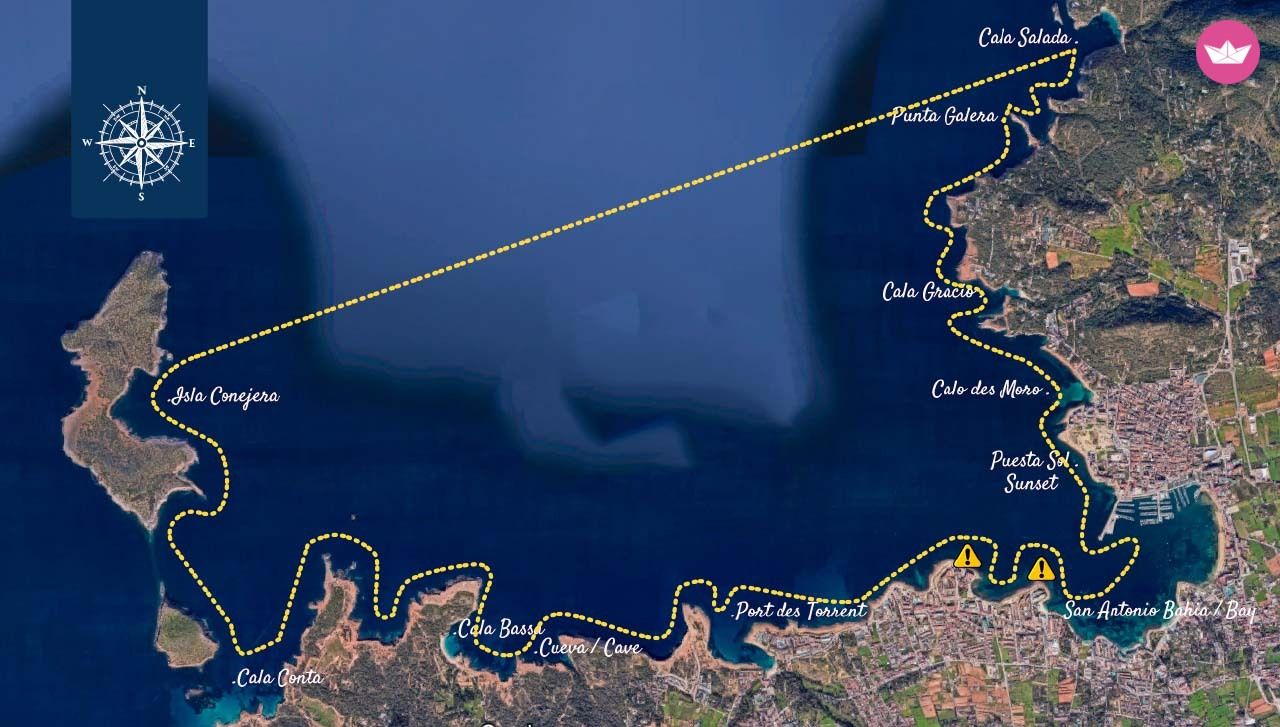 Cala Salada .
N
Punta Galera
W
E
S
Cala Gracio
Calo des Moro .
.Isla Conejera
Puesta Sol .
Sunset
.Port des Torrent
San Antonio Bahia / Bay
.Cala Bassa
.Cueva / Cave
.Cala Conta